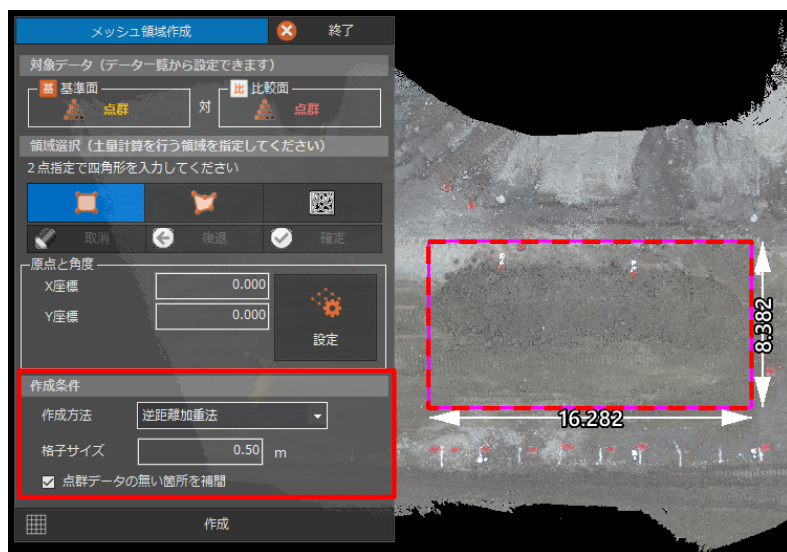 メッシュ領域作成
終了
対象データ（データ一覧から設定できます）
基 基準面
点群
対
比 比較面
点群
領域選択（土量計算を行う領域を指定してください）
2点指定で四角形を入力してください
取消
後退
確定
原点と角度
X座標 0.000
Y座標 0.000
設定
作成条件
作成方法 逆距離加重法
格子サイズ 0.50 m
点群データの無い箇所を補間
作成
8.382
16.282